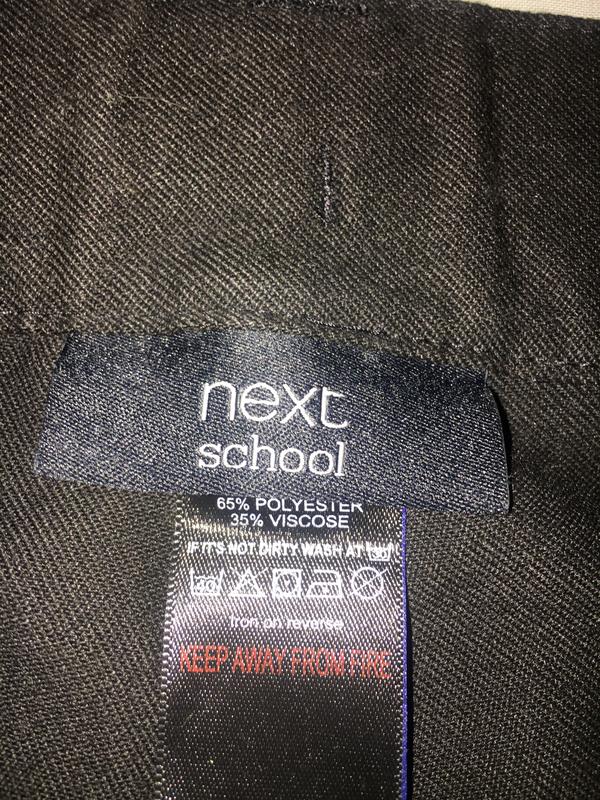 next
school
65% POLYESTER
35% VISCOSE
IF IT'S NOT DIRTY WASH AT 30°
40
Iron on reverse
KEEP AWAY FROM FIRE